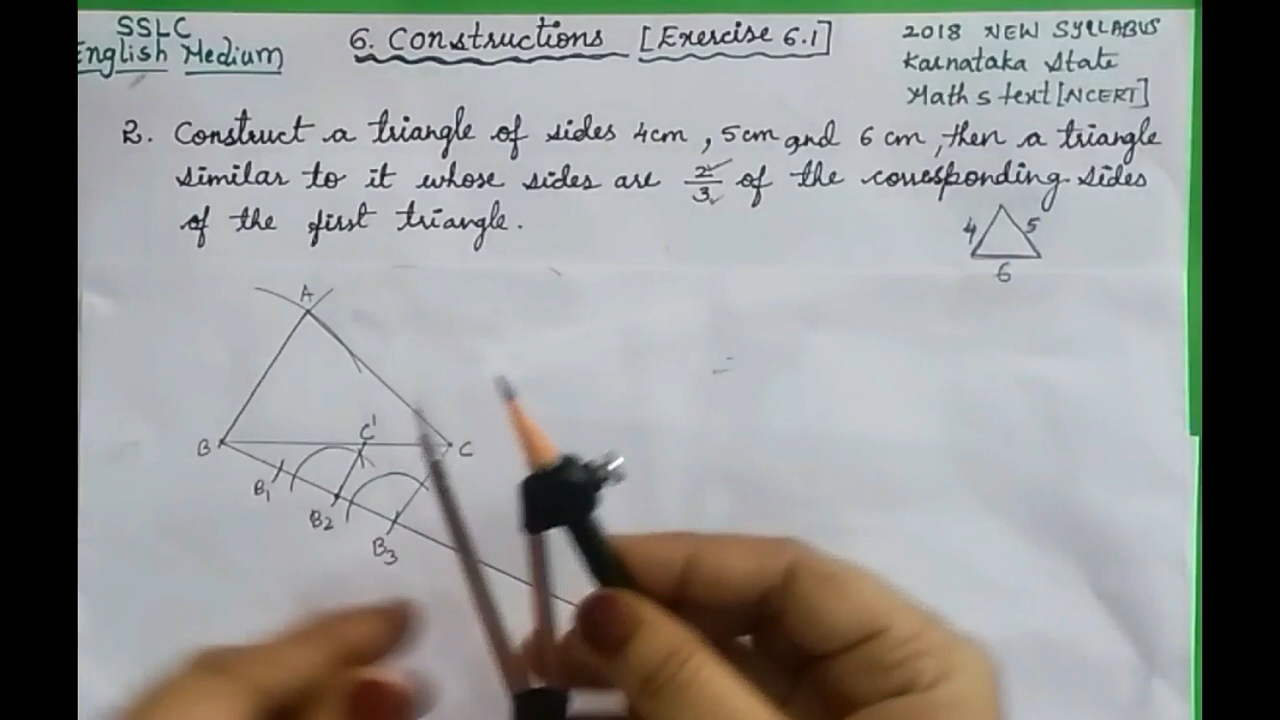 SSLC
English Medium
6. Constructions [Exercise 6.1]
2018 NEW SYLLABUS
Karnataka State
Maths text [NCERT]
2. Construct a triangle of sides 4cm, 5cm and 6 cm, then a triangle
similar to it whose sides are 2/3 of the corresponding sides
of the first triangle.
4 5
6
A
B C' C
B1
B2
B3